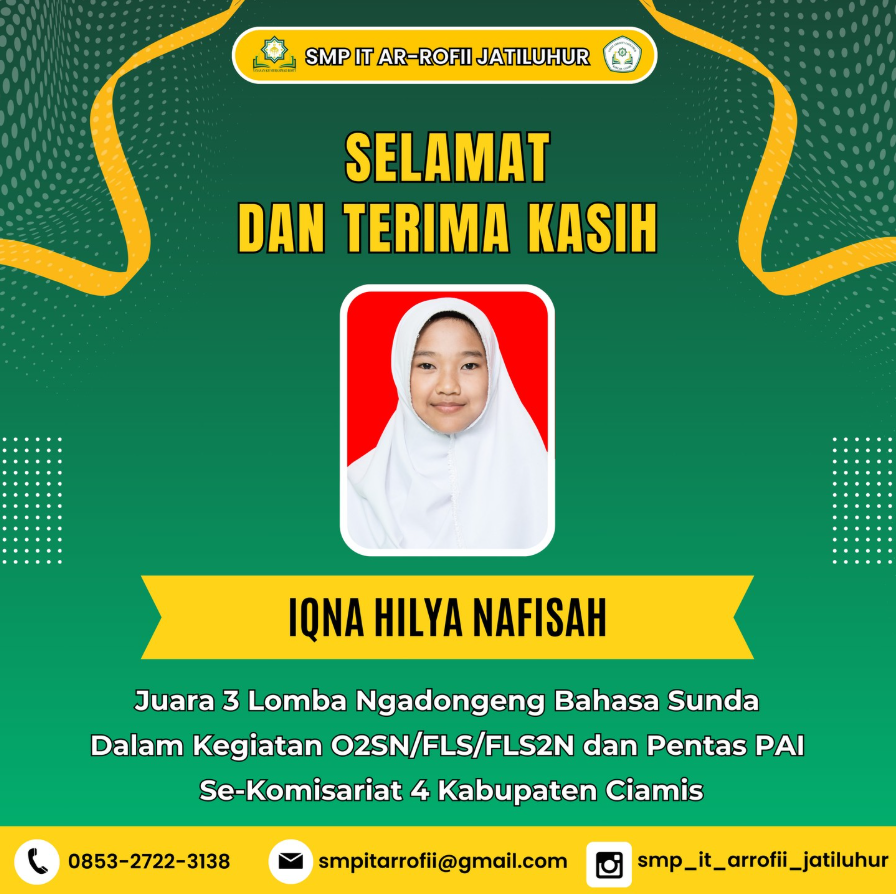 SMP IT AR-ROFII JATILUHUR
SELAMAT
DAN TERIMA KASIH
IQNA HILYA NAFISAH
Juara 3 Lomba Ngadongeng Bahasa Sunda
Dalam Kegiatan O2SN/FLS/FLS2N dan Pentas PAI
Se-Komisariat 4 Kabupaten Ciamis
0853-2722-3138 smpitarrofii@gmail.com smp_it_arrofii_jatiluhur